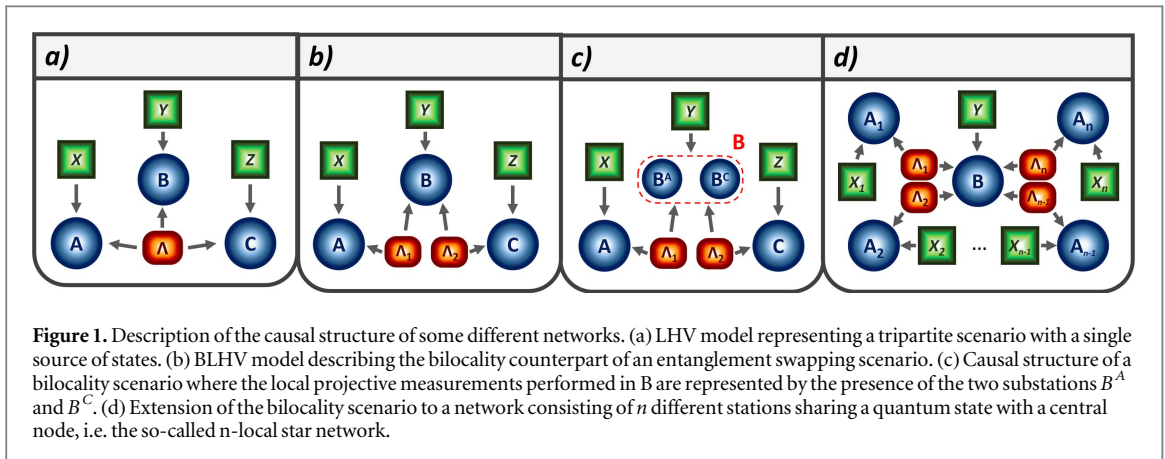 a)
b)
c)
d)
Y
X
Z
B
A
Λ
C
Y
X
Z
B
A
Λ₁
Λ₂
C
Y
B
X
Z
Bᴬ
Bᶜ
A
Λ₁
Λ₂
C
A₁
Y
Aₙ
X₁
Λ₁
B
Λₙ
Xₙ
Λ₂
Λₙ₋₁
A₂
X₂
...
Xₙ₋₁
Aₙ₋₁
Figure 1. Description of the causal structure of some different networks. (a) LHV model representing a tripartite scenario with a single
source of states. (b) BLHV model describing the bilocality counterpart of an entanglement swapping scenario. (c) Causal structure of a
bilocality scenario where the local projective measurements performed in B are represented by the presence of the two substations Bᴬ
and Bᶜ. (d) Extension of the bilocality scenario to a network consisting of n different stations sharing a quantum state with a central
node, i.e. the so-called n-local star network.